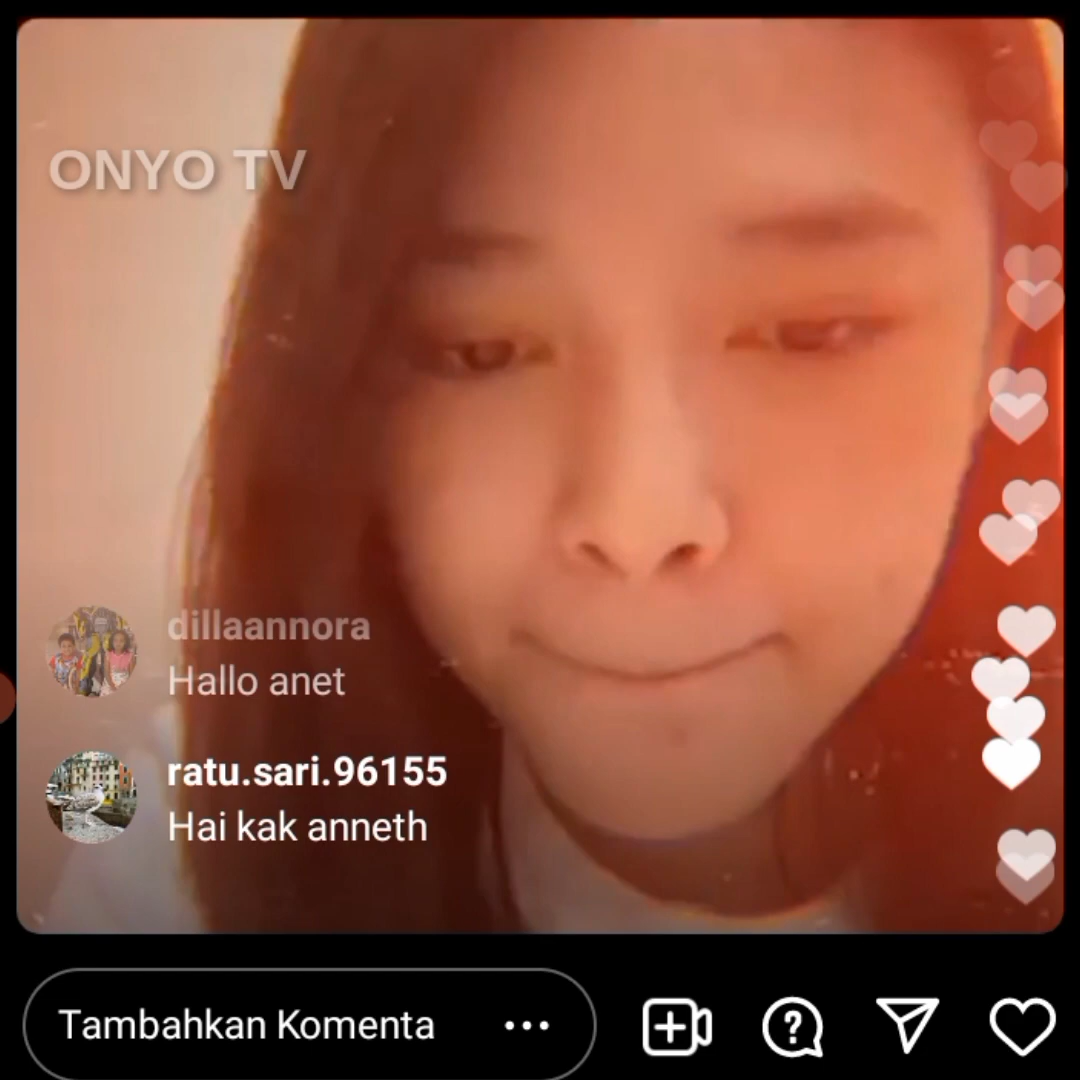 ONYO TV
dillaannora
Hallo anet
ratu.sari.96155
Hai kak anneth
Tambahkan Komenta